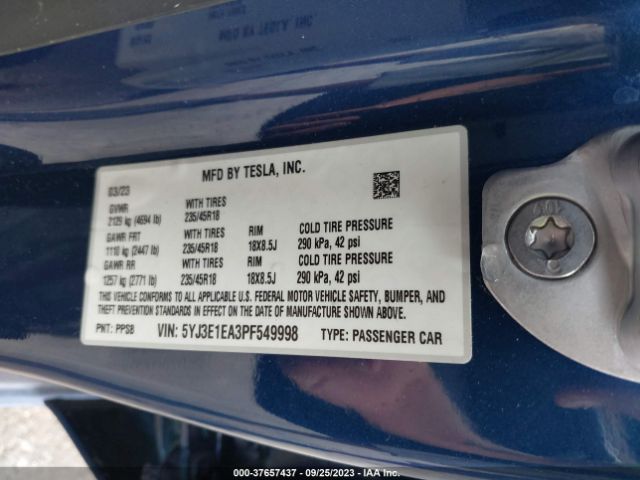 MFD BY TESLA, INC.
03/23
GVWR WITH TIRES
2129 kg (4694 lb) 235/45R18
GAWR FRT WITH TIRES RIM COLD TIRE PRESSURE
1110 kg (2447 lb) 235/45R18 18X8.5J 290 kPa, 42 psi
GAWR RR WITH TIRES RIM COLD TIRE PRESSURE
1257 kg (2771 lb) 235/45R18 18X8.5J 290 kPa, 42 psi
THIS VEHICLE CONFORMS TO ALL APPLICABLE U.S. FEDERAL MOTOR VEHICLE SAFETY, BUMPER, AND
THEFT PREVENTION STANDARDS IN EFFECT ON THE DATE OF MANUFACTURE SHOWN ABOVE.
PNT: PPSB VIN: 5YJ3E1EA3PF549998 TYPE: PASSENGER CAR
000-37657437 - 09/25/2023 - IAA Inc.